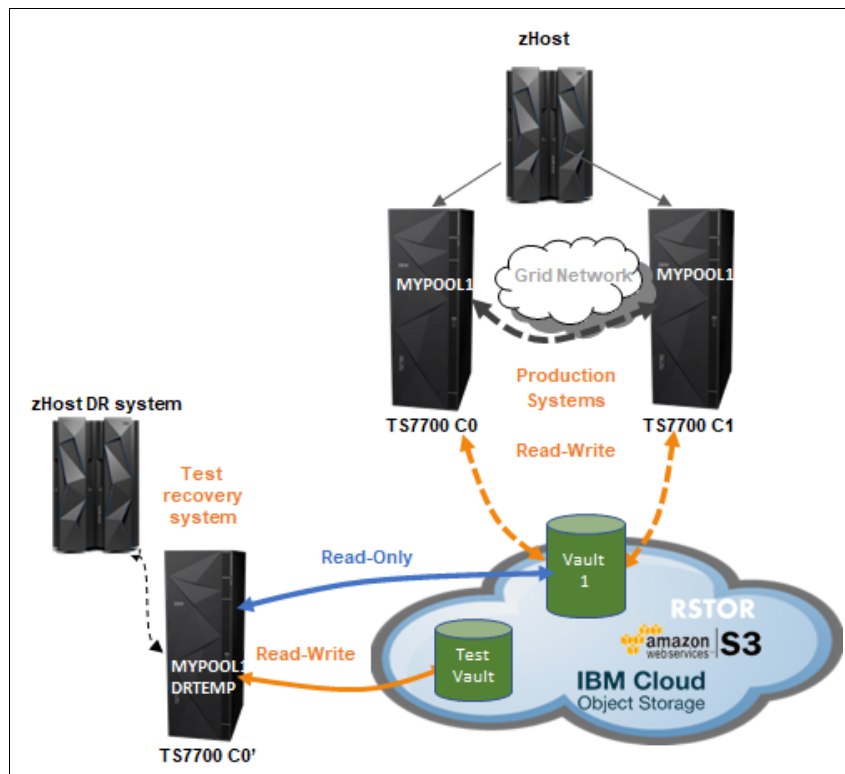 zHost
MYPOOL1
Grid Network
MYPOOL1
Production
Systems
TS7700 C0
TS7700 C1
Read-Write
zHost DR system
Test
recovery
system
Read-Only
Vault
1
RSTOR
amazon
webservices
S3
Read-Write
Test
Vault
IBM Cloud
Object Storage
MYPOOL1
DRTEMP
TS7700 C0'